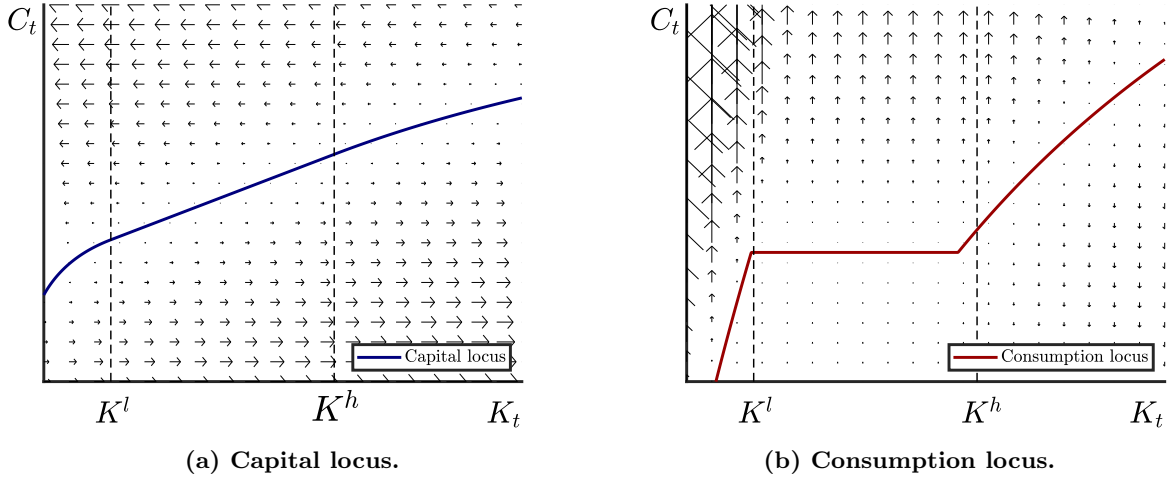 C_t
Capital locus
K^l
K^h
K_t
(a) Capital locus.
C_t
Consumption locus
K^l
K^h
K_t
(b) Consumption locus.